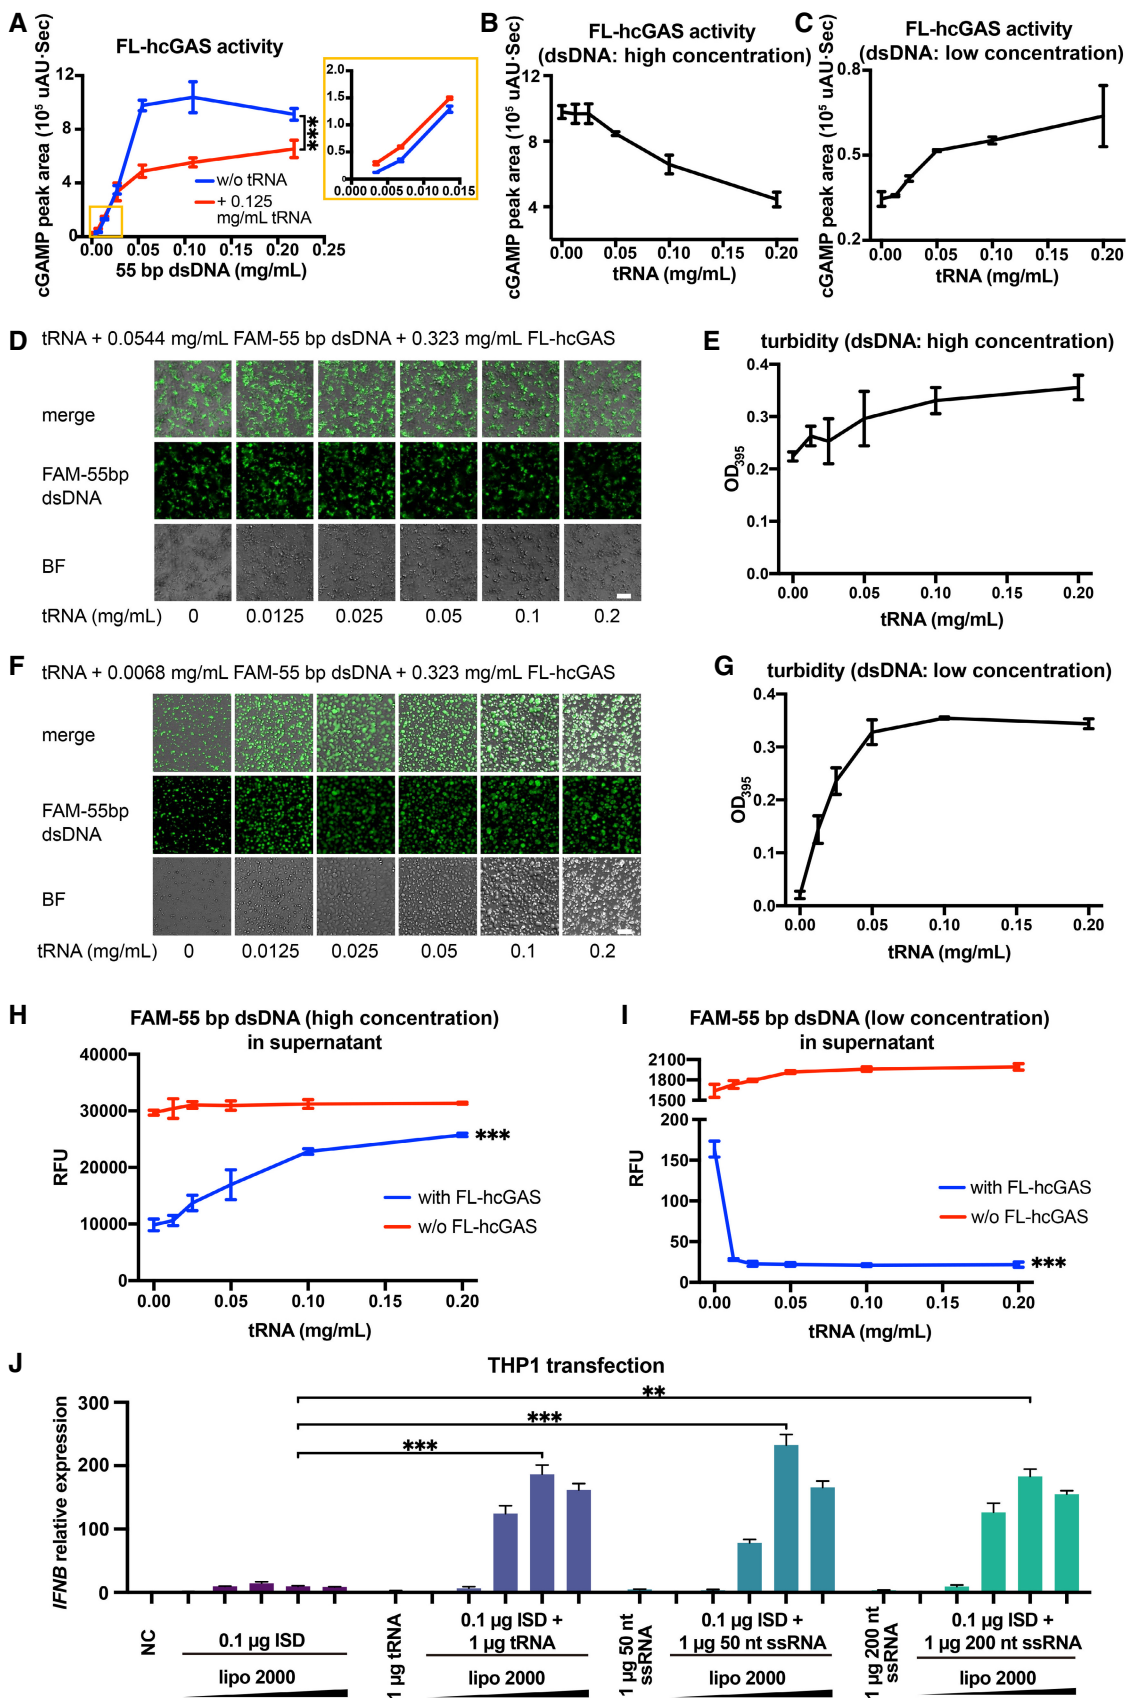 A
FL-hcGAS activity
cGAMP peak area (10⁵ uAU·Sec)
12
8
4
0
0.00 0.05 0.10 0.15 0.20 0.25
55 bp dsDNA (mg/mL)
w/o tRNA
+ 0.125
mg/mL tRNA
***
2.0
1.5
1.0
0.5
0.000 0.005 0.010 0.015
B
FL-hcGAS activity
(dsDNA: high concentration)
cGAMP peak area (10⁵ uAU·Sec)
12
8
4
0.00 0.05 0.10 0.15 0.20
tRNA (mg/mL)
C
FL-hcGAS activity
(dsDNA: low concentration)
cGAMP peak area (10⁵ uAU·Sec)
0.8
0.5
0.2
0.00 0.05 0.10 0.15 0.20
tRNA (mg/mL)
D
tRNA + 0.0544 mg/mL FAM-55 bp dsDNA + 0.323 mg/mL FL-hcGAS
merge
FAM-55bp
dsDNA
BF
tRNA (mg/mL) 0 0.0125 0.025 0.05 0.1 0.2
E
turbidity (dsDNA: high concentration)
OD395
0.4
0.3
0.2
0.1
0.0
0.00 0.05 0.10 0.15 0.20
tRNA (mg/mL)
F
tRNA + 0.0068 mg/mL FAM-55 bp dsDNA + 0.323 mg/mL FL-hcGAS
merge
FAM-55bp
dsDNA
BF
tRNA (mg/mL) 0 0.0125 0.025 0.05 0.1 0.2
G
turbidity (dsDNA: low concentration)
OD395
0.4
0.3
0.2
0.1
0.0
0.00 0.05 0.10 0.15 0.20
tRNA (mg/mL)
H
FAM-55 bp dsDNA (high concentration)
in supernatant
RFU
40000
30000
20000
10000
0
***
with FL-hcGAS
w/o FL-hcGAS
0.00 0.05 0.10 0.15 0.20
tRNA (mg/mL)
I
FAM-55 bp dsDNA (low concentration)
in supernatant
RFU
2100
1800
1500
200
150
100
50
0
with FL-hcGAS
w/o FL-hcGAS
***
0.00 0.05 0.10 0.15 0.20
tRNA (mg/mL)
J
THP1 transfection
IFNB relative expression
300
200
100
0
**
***
***
NC
0.1 µg ISD
lipo 2000
1 µg tRNA
0.1 µg ISD +
1 µg tRNA
lipo 2000
1 µg 50 nt
ssRNA
0.1 µg ISD +
1 µg 50 nt ssRNA
lipo 2000
1 µg 200 nt
ssRNA
0.1 µg ISD +
1 µg 200 nt ssRNA
lipo 2000